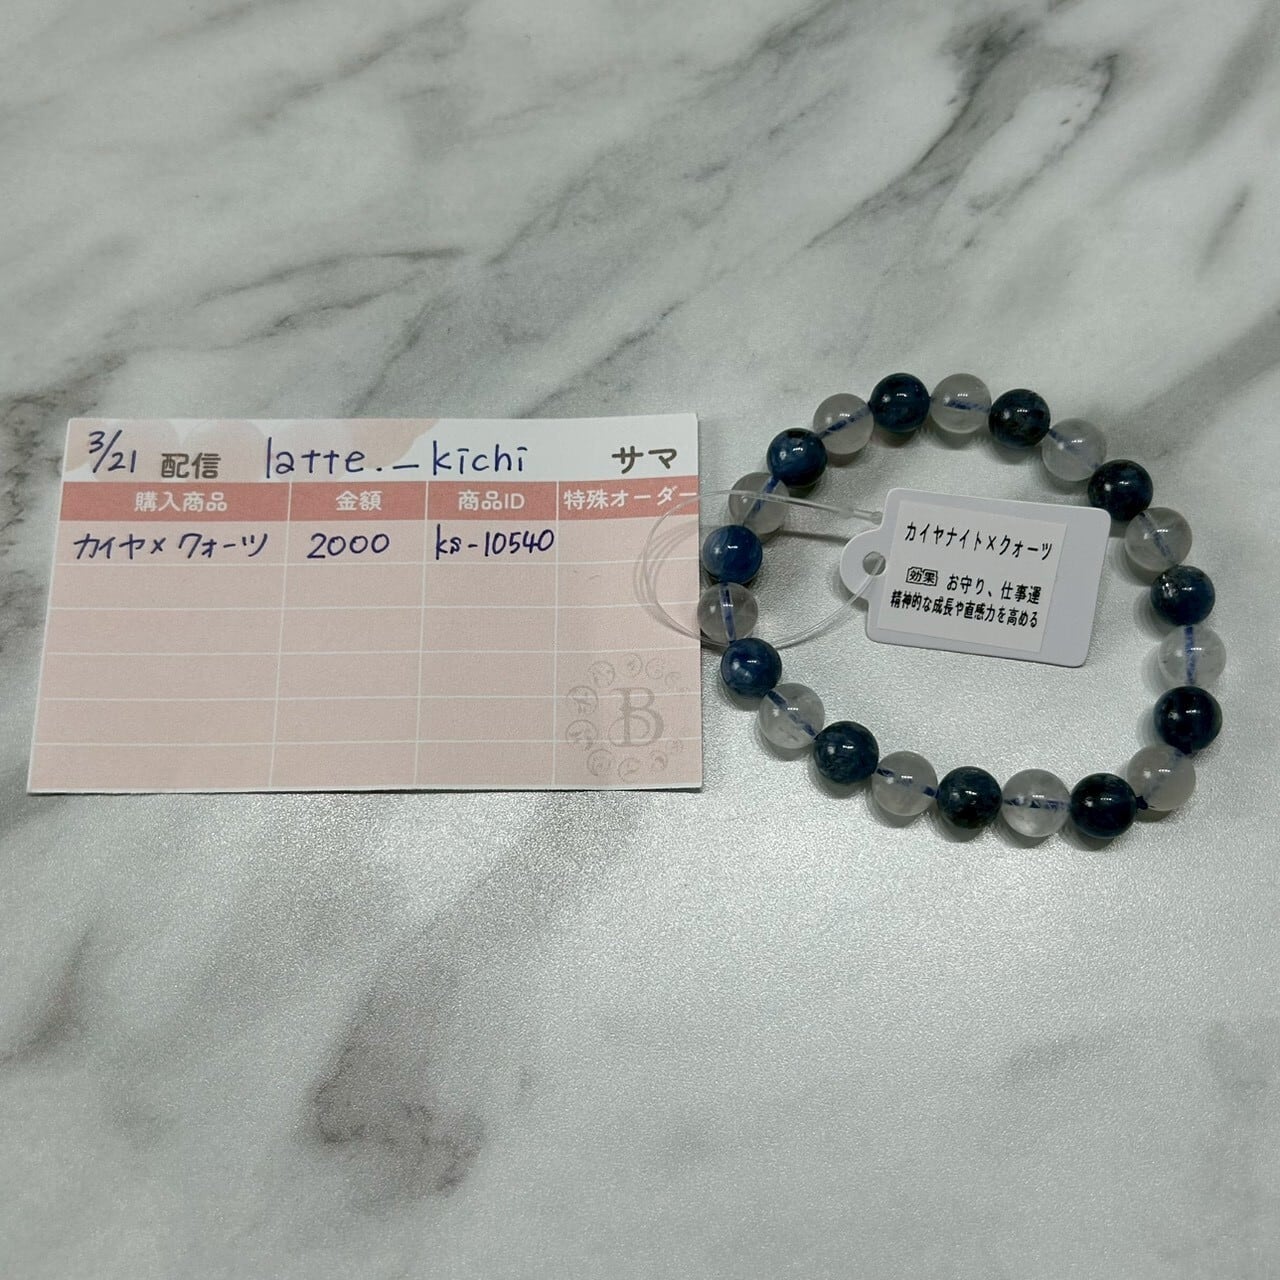 3/21 配信 latte._kichi サマ
購入商品 金額 商品ID 特殊オーダー
カイヤ×クォーツ 2000 ks-10540
B
カイヤナイト×クォーツ
効果 お守り、仕事運
精神的な成長や直感力を高める